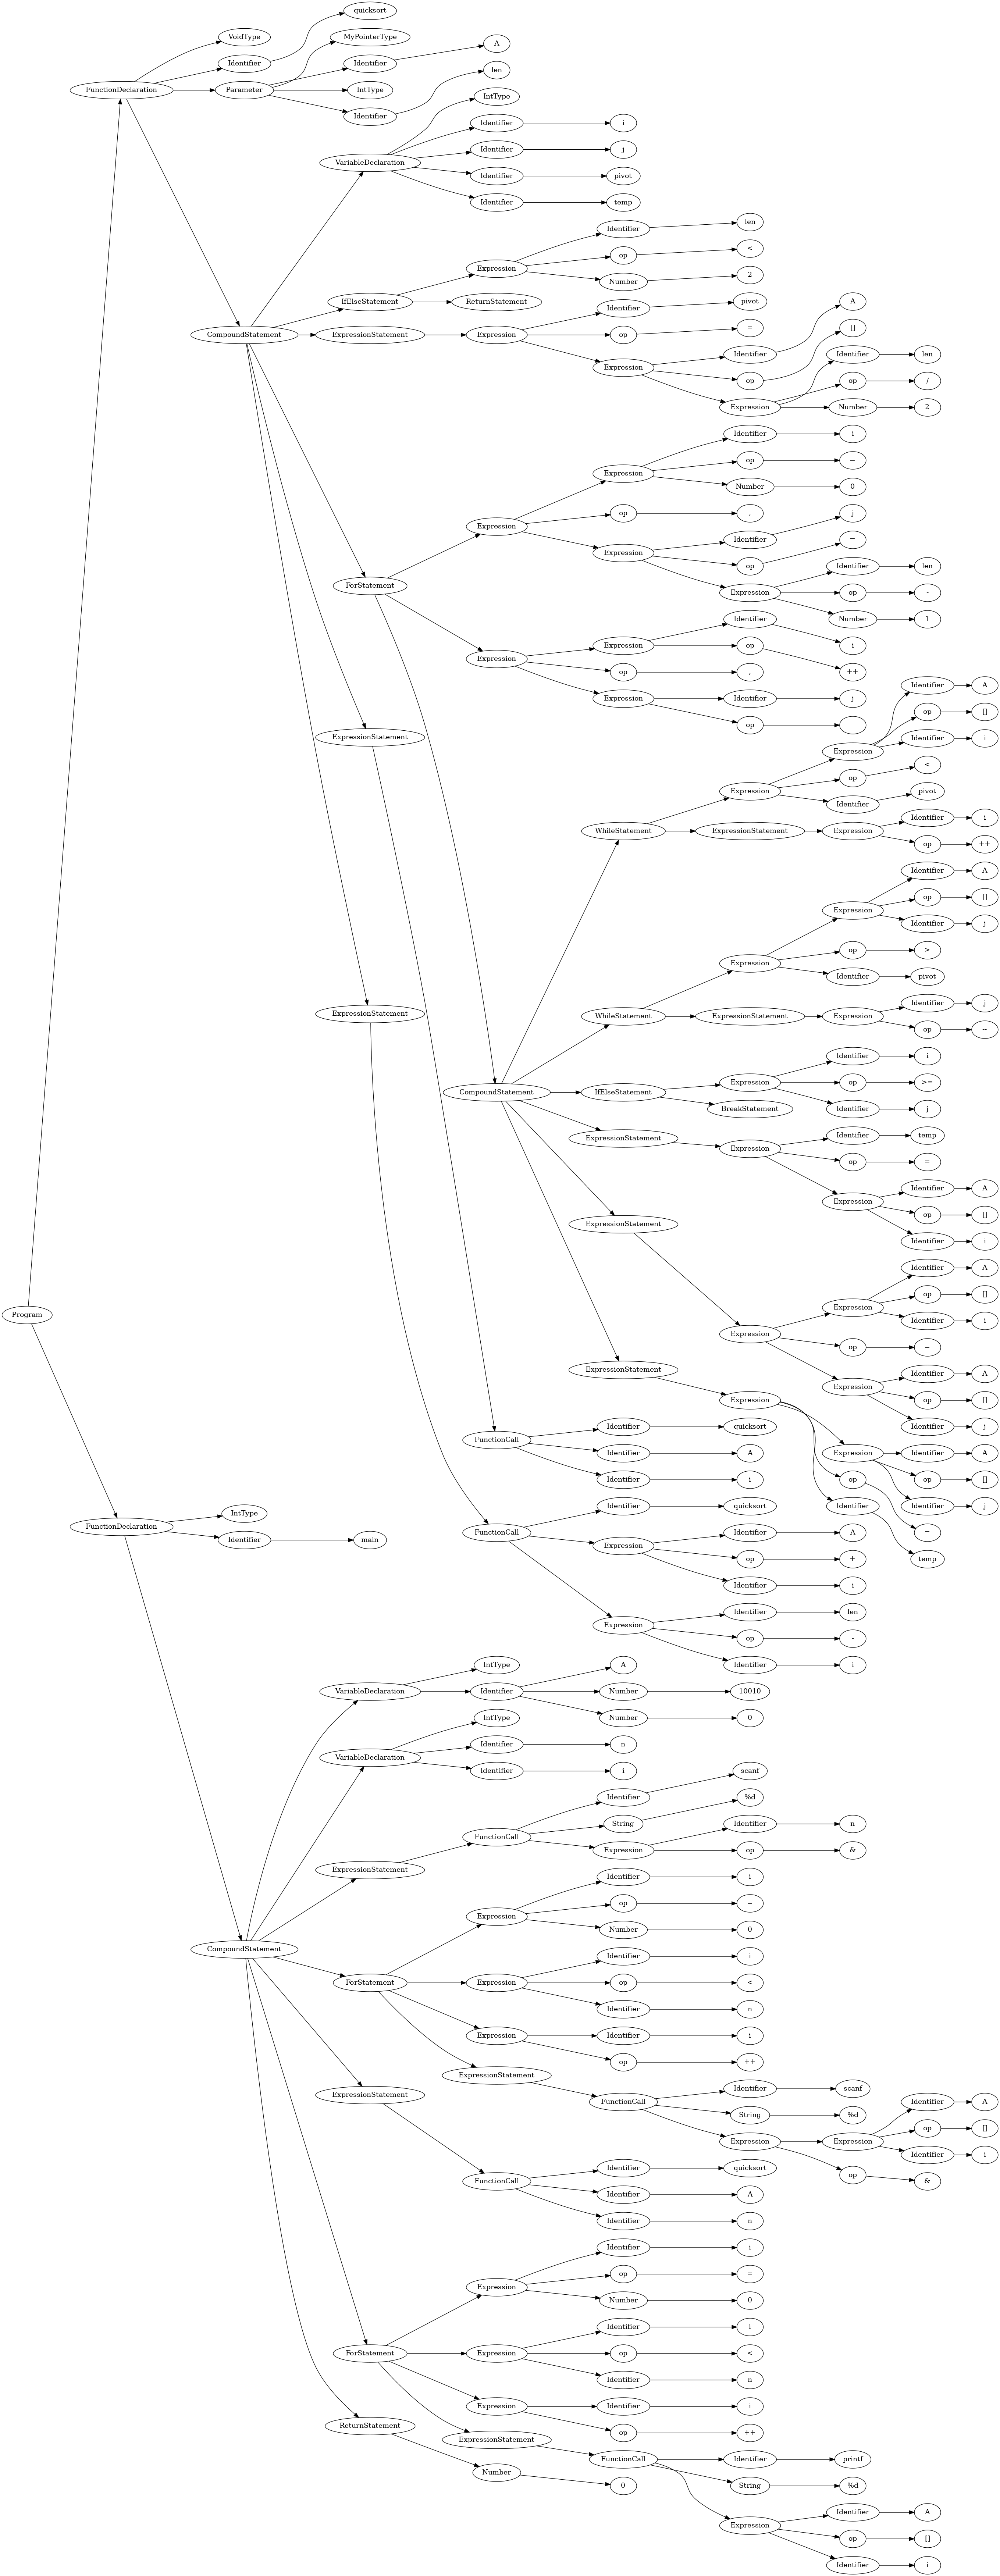 quicksort
VoidType MyPointerType
A
Identifier Identifier
len
FunctionDeclaration Parameter IntType
IntType
Identifier
Identifier i
Identifier j
VariableDeclaration
Identifier pivot
Identifier temp
len
Identifier
op <
Expression
Number 2
IfElseStatement ReturnStatement pivot A
Identifier
op = []
CompoundStatement ExpressionStatement Expression
Identifier Identifier len
Expression
op op /
Expression Number 2
Identifier i
op =
Expression
Number 0
op ,
j
Expression
Identifier
op =
Expression
Identifier len
ForStatement
Expression op -
Number 1
Identifier
Expression op i
Expression
op , ++
Identifier A
Expression Identifier j
op []
op --
ExpressionStatement Identifier i
Expression
op <
Expression pivot
Identifier
Identifier i
WhileStatement ExpressionStatement Expression
op ++
Identifier A
op []
Expression
Identifier j
op >
Expression
Identifier pivot
Identifier j
ExpressionStatement WhileStatement ExpressionStatement Expression
op --
Identifier i
Expression op >=
CompoundStatement IfElseStatement
BreakStatement Identifier j
Identifier temp
ExpressionStatement
Expression
op =
Identifier A
Expression
op []
ExpressionStatement
Identifier i
Identifier A
op []
Expression
Program
Identifier i
Expression
op =
ExpressionStatement
Identifier A
Expression
Expression op []
Identifier quicksort Identifier j
FunctionCall
Identifier A Expression Identifier A
Identifier i op op []
Identifier quicksort Identifier Identifier j
IntType
FunctionDeclaration
FunctionCall Identifier A =
Identifier main
Expression
op + temp
Identifier i
Identifier len
Expression
op -
IntType A Identifier i
VariableDeclaration Identifier Number 10010
IntType Number 0
Identifier n
VariableDeclaration
Identifier i
scanf
Identifier %d
String Identifier n
FunctionCall
Expression op &
ExpressionStatement
Identifier i
op =
Expression
Number 0
CompoundStatement
Identifier i
ForStatement Expression op <
Identifier n
Expression Identifier i
op ++
ExpressionStatement
Identifier scanf
ExpressionStatement
FunctionCall Identifier A
String %d
op []
Expression Expression
Identifier i
Identifier quicksort
op
FunctionCall &
Identifier A
Identifier n
Identifier i
op =
Expression
Number 0
Identifier i
ForStatement Expression op <
Identifier n
Expression Identifier i
ReturnStatement
op ++
ExpressionStatement
FunctionCall Identifier printf
Number
0 String %d
Identifier A
Expression
op []
Identifier i